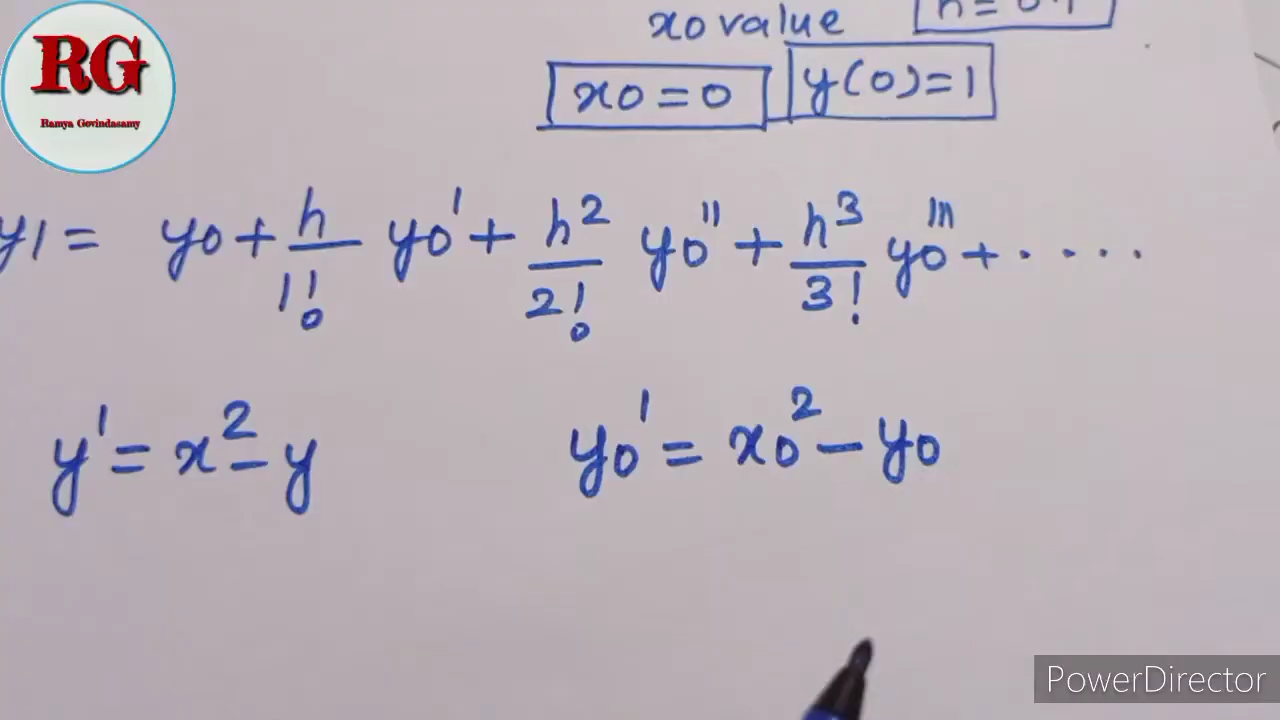 RG
Ramya Govindasamy
x0 value
x0 = 0 y(0)=1
y1 = y0 + h/1! y0' + h2/2! y0'' + h3/3! y0''' + .....
y' = x2 - y y0' = x02 - y0
PowerDirector